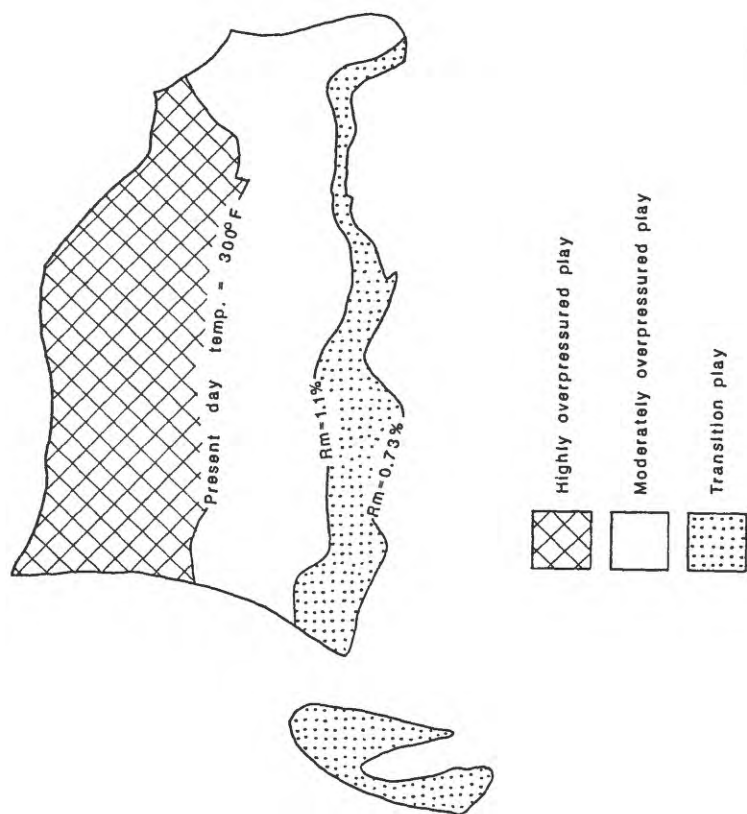 Present day temp. = 300°F
Rm=1.1%
Rm=0.73%
Highly overpressured play
Moderately overpressured play
Transition play